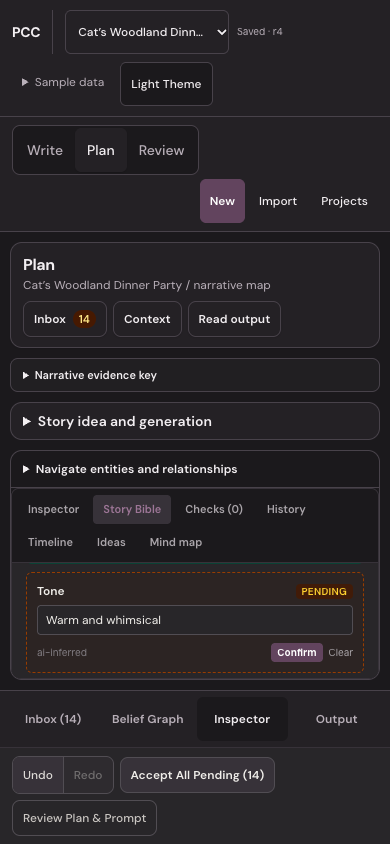 PCC Cat's Woodland Dinn... Saved · r4
Sample data Light Theme
Write Plan Review
New Import Projects
Plan
Cat's Woodland Dinner Party / narrative map
Inbox 14 Context Read output
Narrative evidence key
Story idea and generation
Navigate entities and relationships
Inspector Story Bible Checks (0) History
Timeline Ideas Mind map
Tone PENDING
Warm and whimsical
ai-inferred Confirm Clear
Inbox (14) Belief Graph Inspector Output
Undo Redo Accept All Pending (14)
Review Plan & Prompt